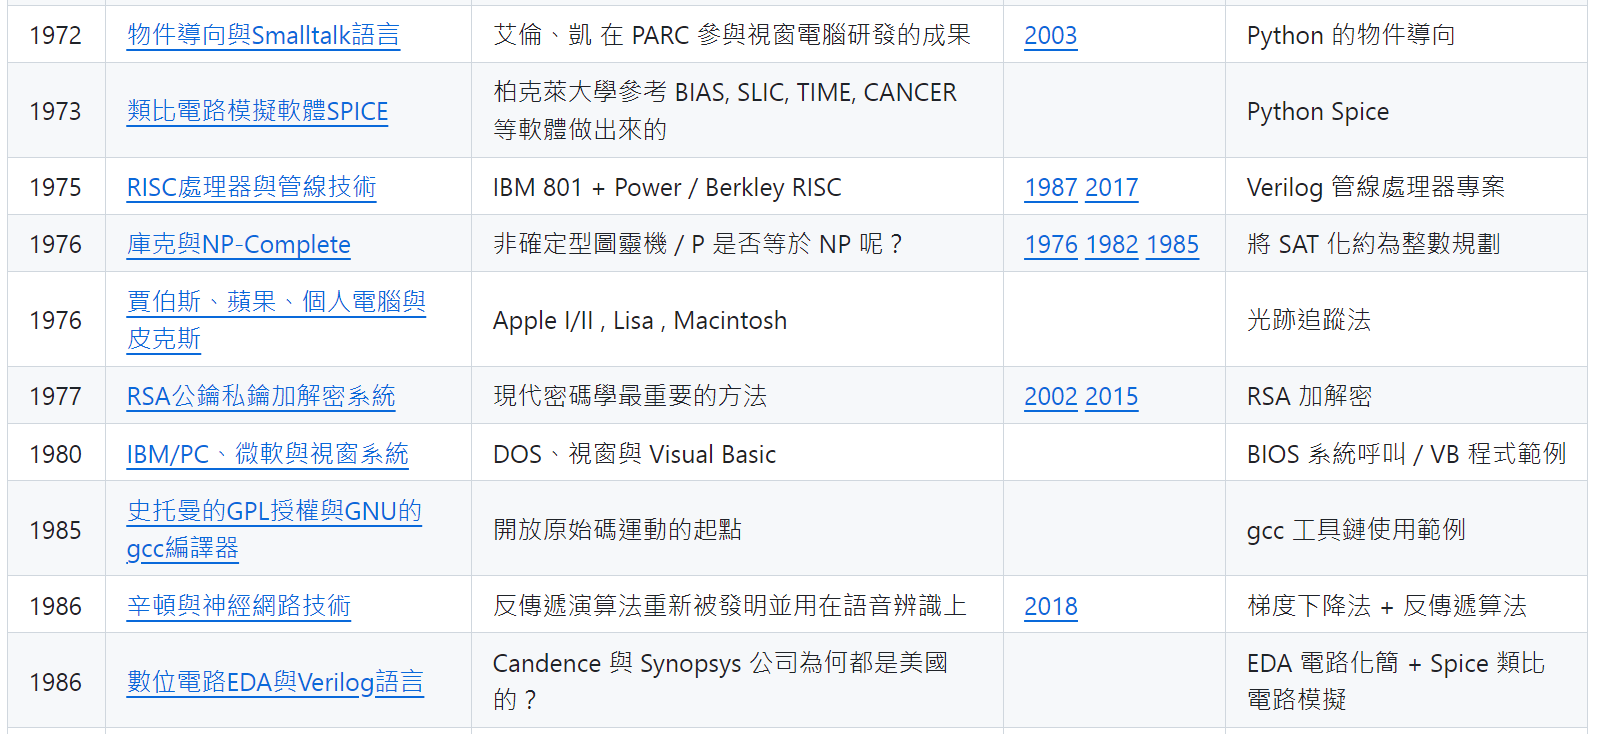 1972 物件導向與Smalltalk語言 艾倫、凱 在 PARC 參與視窗電腦研發的成果 2003 Python 的物件導向
1973 類比電路模擬軟體SPICE 柏克萊大學參考 BIAS, SLIC, TIME, CANCER
等軟體做出來的 Python Spice
1975 RISC處理器與管線技術 IBM 801 + Power / Berkley RISC 1987 2017 Verilog 管線處理器專案
1976 庫克與NP-Complete 非確定型圖靈機 / P 是否等於 NP 呢？ 1976 1982 1985 將 SAT 化約為整數規劃
1976 賈伯斯、蘋果、個人電腦與
皮克斯 Apple I/II , Lisa , Macintosh 光跡追蹤法
1977 RSA公鑰私鑰加解密系統 現代密碼學最重要的方法 2002 2015 RSA 加解密
1980 IBM/PC、微軟與視窗系統 DOS、視窗與 Visual Basic BIOS 系統呼叫 / VB 程式範例
1985 史托曼的GPL授權與GNU的
gcc編譯器 開放原始碼運動的起點 gcc 工具鏈使用範例
1986 辛頓與神經網路技術 反傳遞演算法重新被發明並用在語音辨識上 2018 梯度下降法 + 反傳遞算法
1986 數位電路EDA與Verilog語言 Candence 與 Synopsys 公司為何都是美國
的？ EDA 電路化簡 + Spice 類比
電路模擬